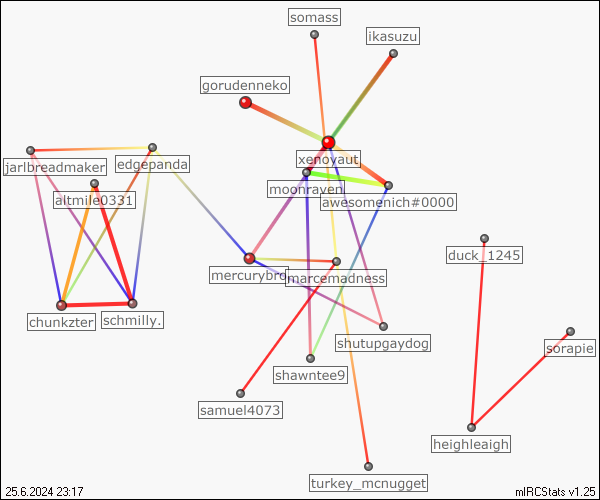 somass
ikasuzu
gorudenneko
xenovaut
jarlbreadmaker
edgepanda
moonraven
altmile0331
awesomenich#0000
duck_1245
mercurybro
marcemadness
chunkzter
schmilly.
shutupgaydog
sorapie
shawntee9
samuel4073
heighleaigh
turkey_mcnugget
25.6.2024 23:17
mIRCStats v1.25